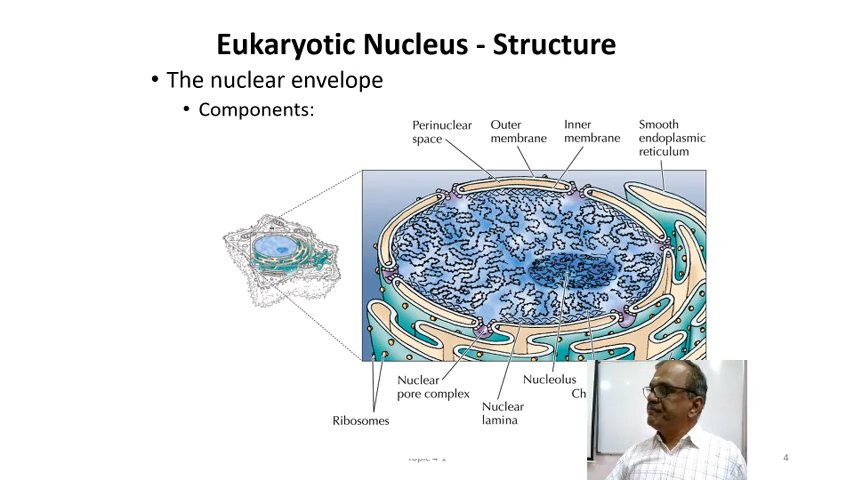 Eukaryotic Nucleus - Structure
• The nuclear envelope
• Components:
Perinuclear space
Outer membrane
Inner membrane
Smooth endoplasmic reticulum
Nuclear pore complex
Nucleolus
Ch
Nuclear lamina
Ribosomes
4